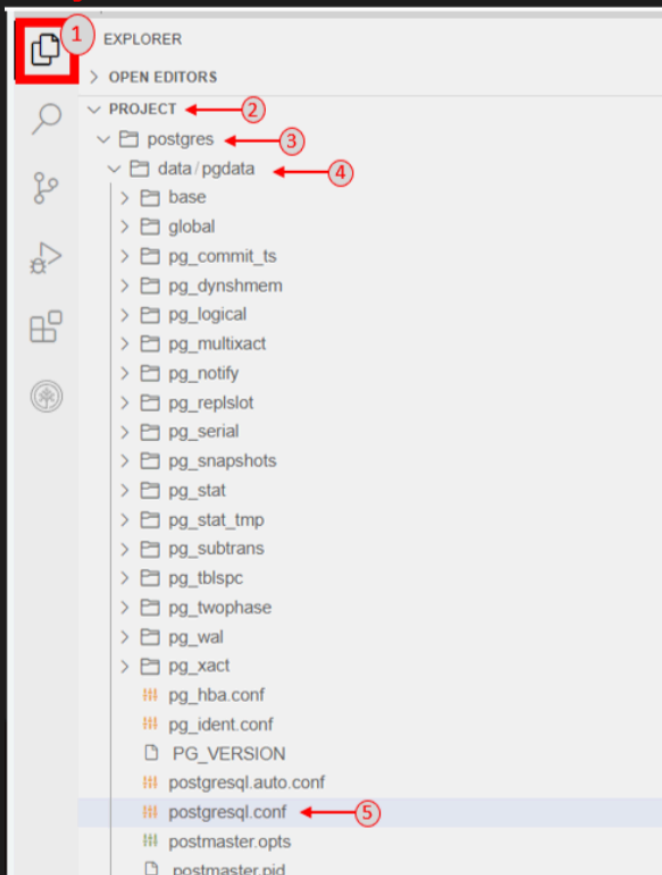 1
EXPLORER
OPEN EDITORS
PROJECT 2
postgres 3
data / pgdata 4
base
global
pg_commit_ts
pg_dynshmem
pg_logical
pg_multixact
pg_notify
pg_replslot
pg_serial
pg_snapshots
pg_stat
pg_stat_tmp
pg_subtrans
pg_tblspc
pg_twophase
pg_wal
pg_xact
pg_hba.conf
pg_ident.conf
PG_VERSION
postgresql.auto.conf
postgresql.conf 5
postmaster.opts
postmaster.pid